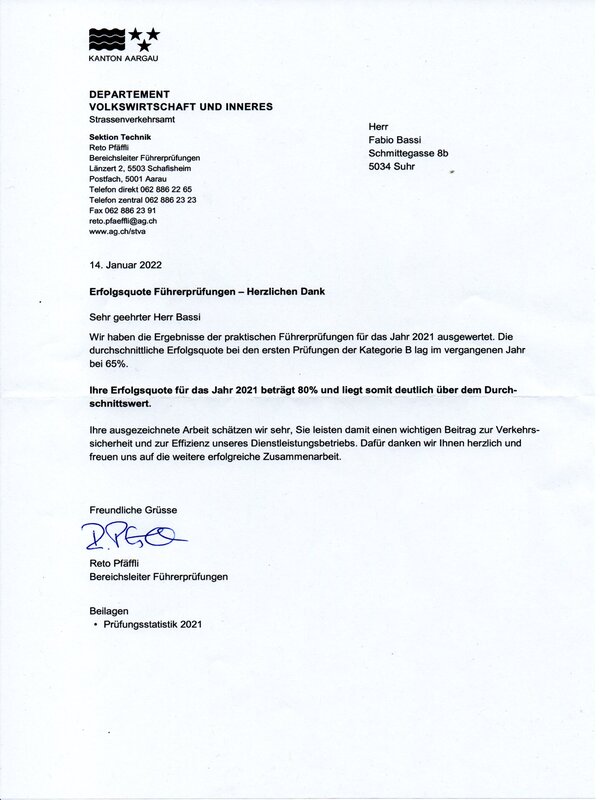 KANTON AARGAU
DEPARTEMENT
VOLKSWIRTSCHAFT UND INNERES
Strassenverkehrsamt
Sektion Technik
Reto Pfäffli
Bereichsleiter Führerprüfungen
Länzert 2, 5503 Schafisheim
Postfach, 5001 Aarau
Telefon direkt 062 886 22 65
Telefon zentral 062 886 23 23
Fax 062 886 23 91
reto.pfaeffli@ag.ch
www.ag.ch/stva
Herr
Fabio Bassi
Schmittegasse 8b
5034 Suhr
14. Januar 2022
Erfolgsquote Führerprüfungen – Herzlichen Dank
Sehr geehrter Herr Bassi
Wir haben die Ergebnisse der praktischen Führerprüfungen für das Jahr 2021 ausgewertet. Die
durchschnittliche Erfolgsquote bei den ersten Prüfungen der Kategorie B lag im vergangenen Jahr
bei 65%.
Ihre Erfolgsquote für das Jahr 2021 beträgt 80% und liegt somit deutlich über dem Durch-
schnittswert.
Ihre ausgezeichnete Arbeit schätzen wir sehr, Sie leisten damit einen wichtigen Beitrag zur Verkehrs-
sicherheit und zur Effizienz unseres Dienstleistungsbetriebs. Dafür danken wir Ihnen herzlich und
freuen uns auf die weitere erfolgreiche Zusammenarbeit.
Freundliche Grüsse
Reto Pfäffli
Bereichsleiter Führerprüfungen
Beilagen
• Prüfungsstatistik 2021